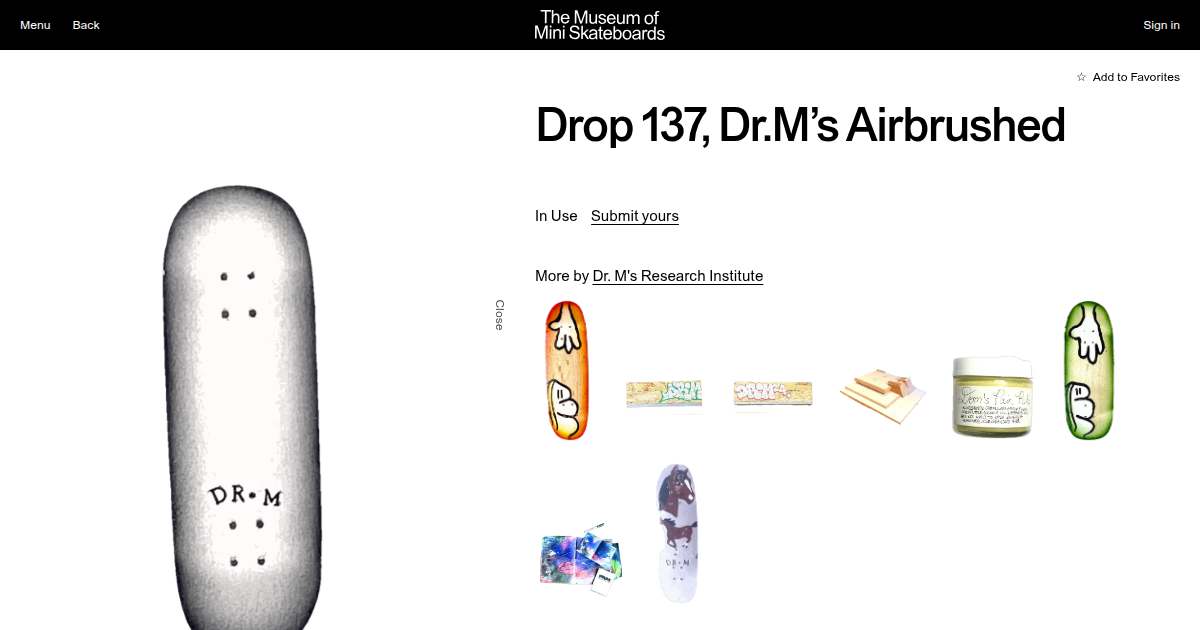 Menu
Back
The Museum of
Mini Skateboards
Sign in
☆ Add to Favorites
Drop 137, Dr.M’s Airbrushed
In Use
Submit yours
More by Dr. M's Research Institute
Close
DR•M
DR•M